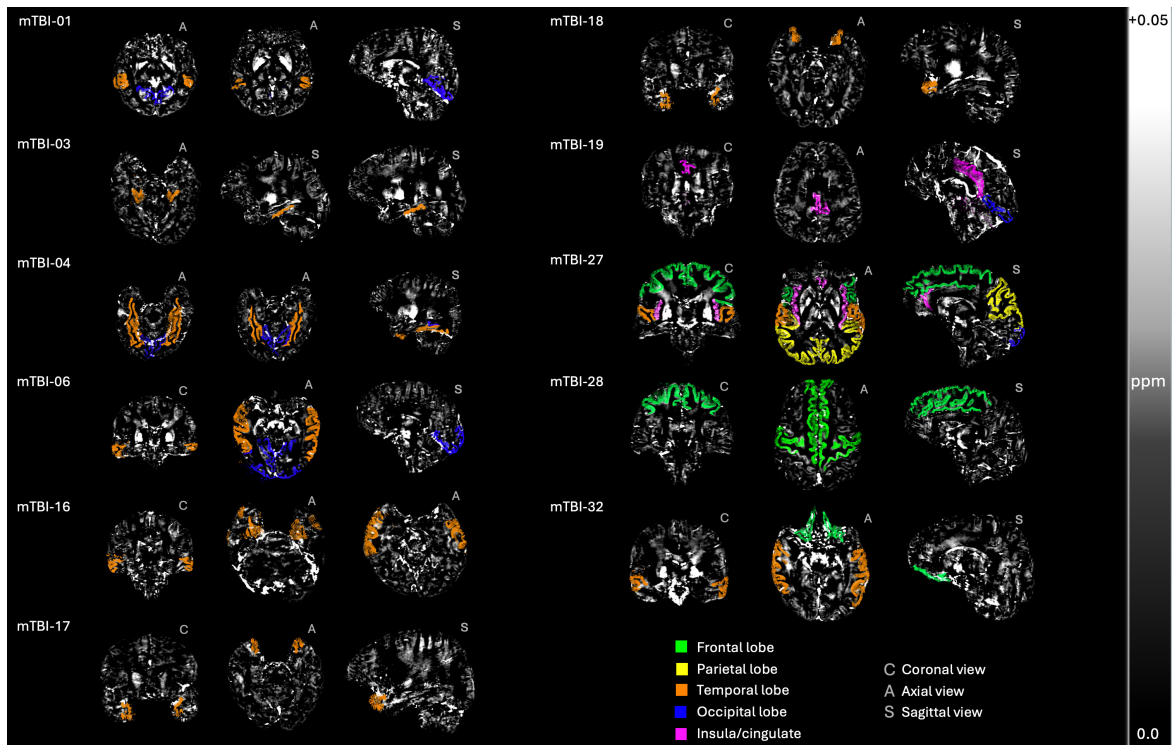 mTBI-01
A
A
S
mTBI-03
A
S
S
mTBI-04
A
A
S
mTBI-06
C
A
S
mTBI-16
C
A
A
mTBI-17
C
A
S
mTBI-18
C
A
S
mTBI-19
C
A
S
mTBI-27
C
A
S
mTBI-28
C
A
S
mTBI-32
C
A
S
Frontal lobe
Parietal lobe
Temporal lobe
Occipital lobe
Insula/cingulate
C Coronal view
A Axial view
S Sagittal view
+0.05
ppm
0.0